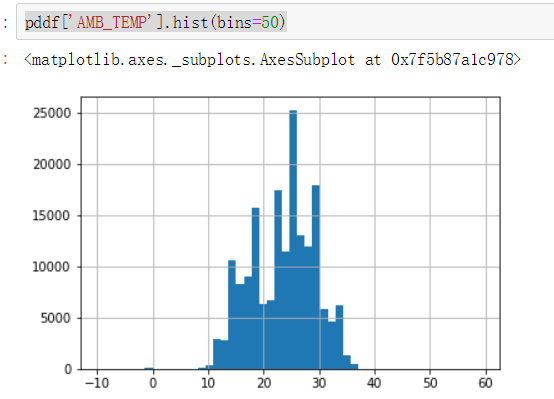 : pddf['AMB_TEMP'].hist(bins=50)
: <matplotlib.axes._subplots.AxesSubplot at 0x7f5b87a1c978>
25000
20000
15000
10000
5000
0
-10 0 10 20 30 40 50 60